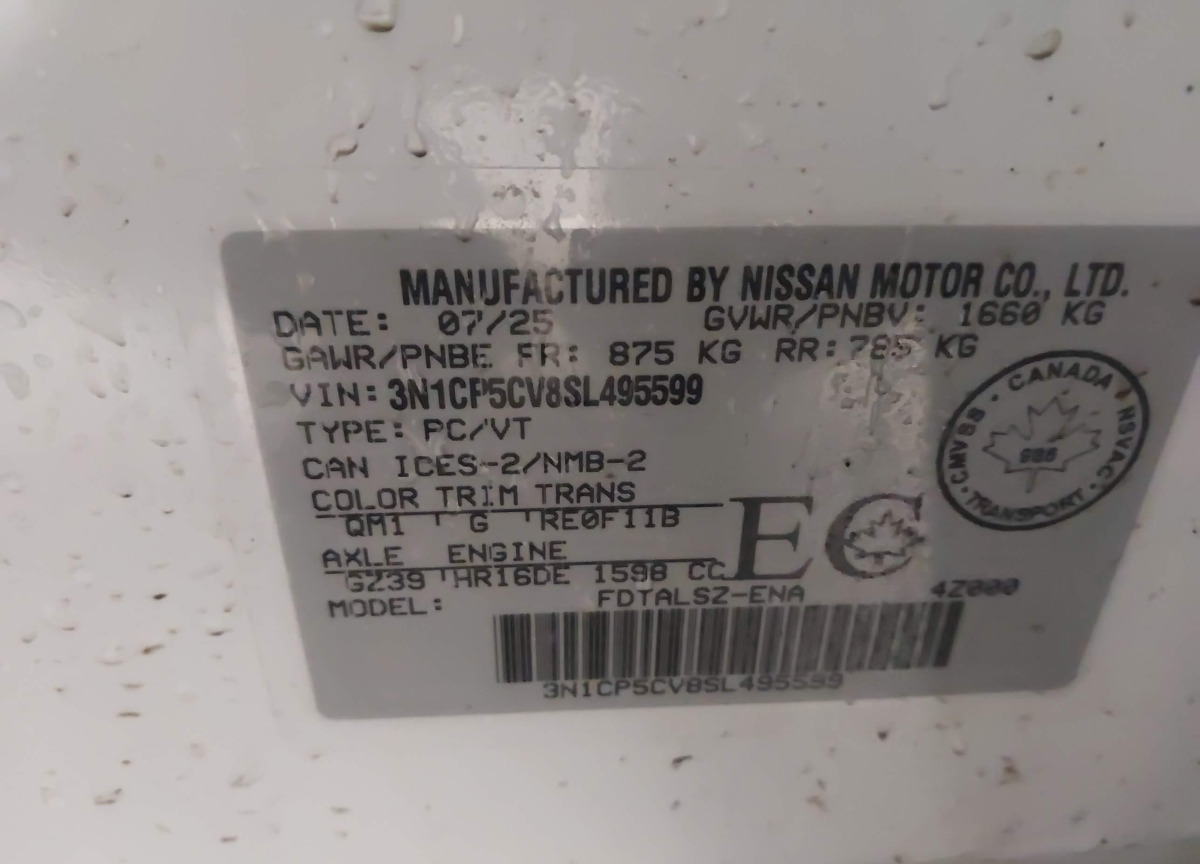 MANUFACTURED BY NISSAN MOTOR CO., LTD.
DATE: 07/25 GVWR/PNBV: 1660 KG
GAWR/PNBE FR: 875 KG RR: 785 KG
VIN: 3N1CP5CV8SL495599
TYPE: PC/VT
CAN ICES-2/NMB-2
COLOR TRIM TRANS
QM1 G RE0F11B
AXLE ENGINE
GZ39 HR16DE 1598 CC
MODEL: FDTALSZ-ENA 4Z000
3N1CP5CV8SL495599
EC
CANADA
CMVSS · NSVAC
986
TRANSPORT